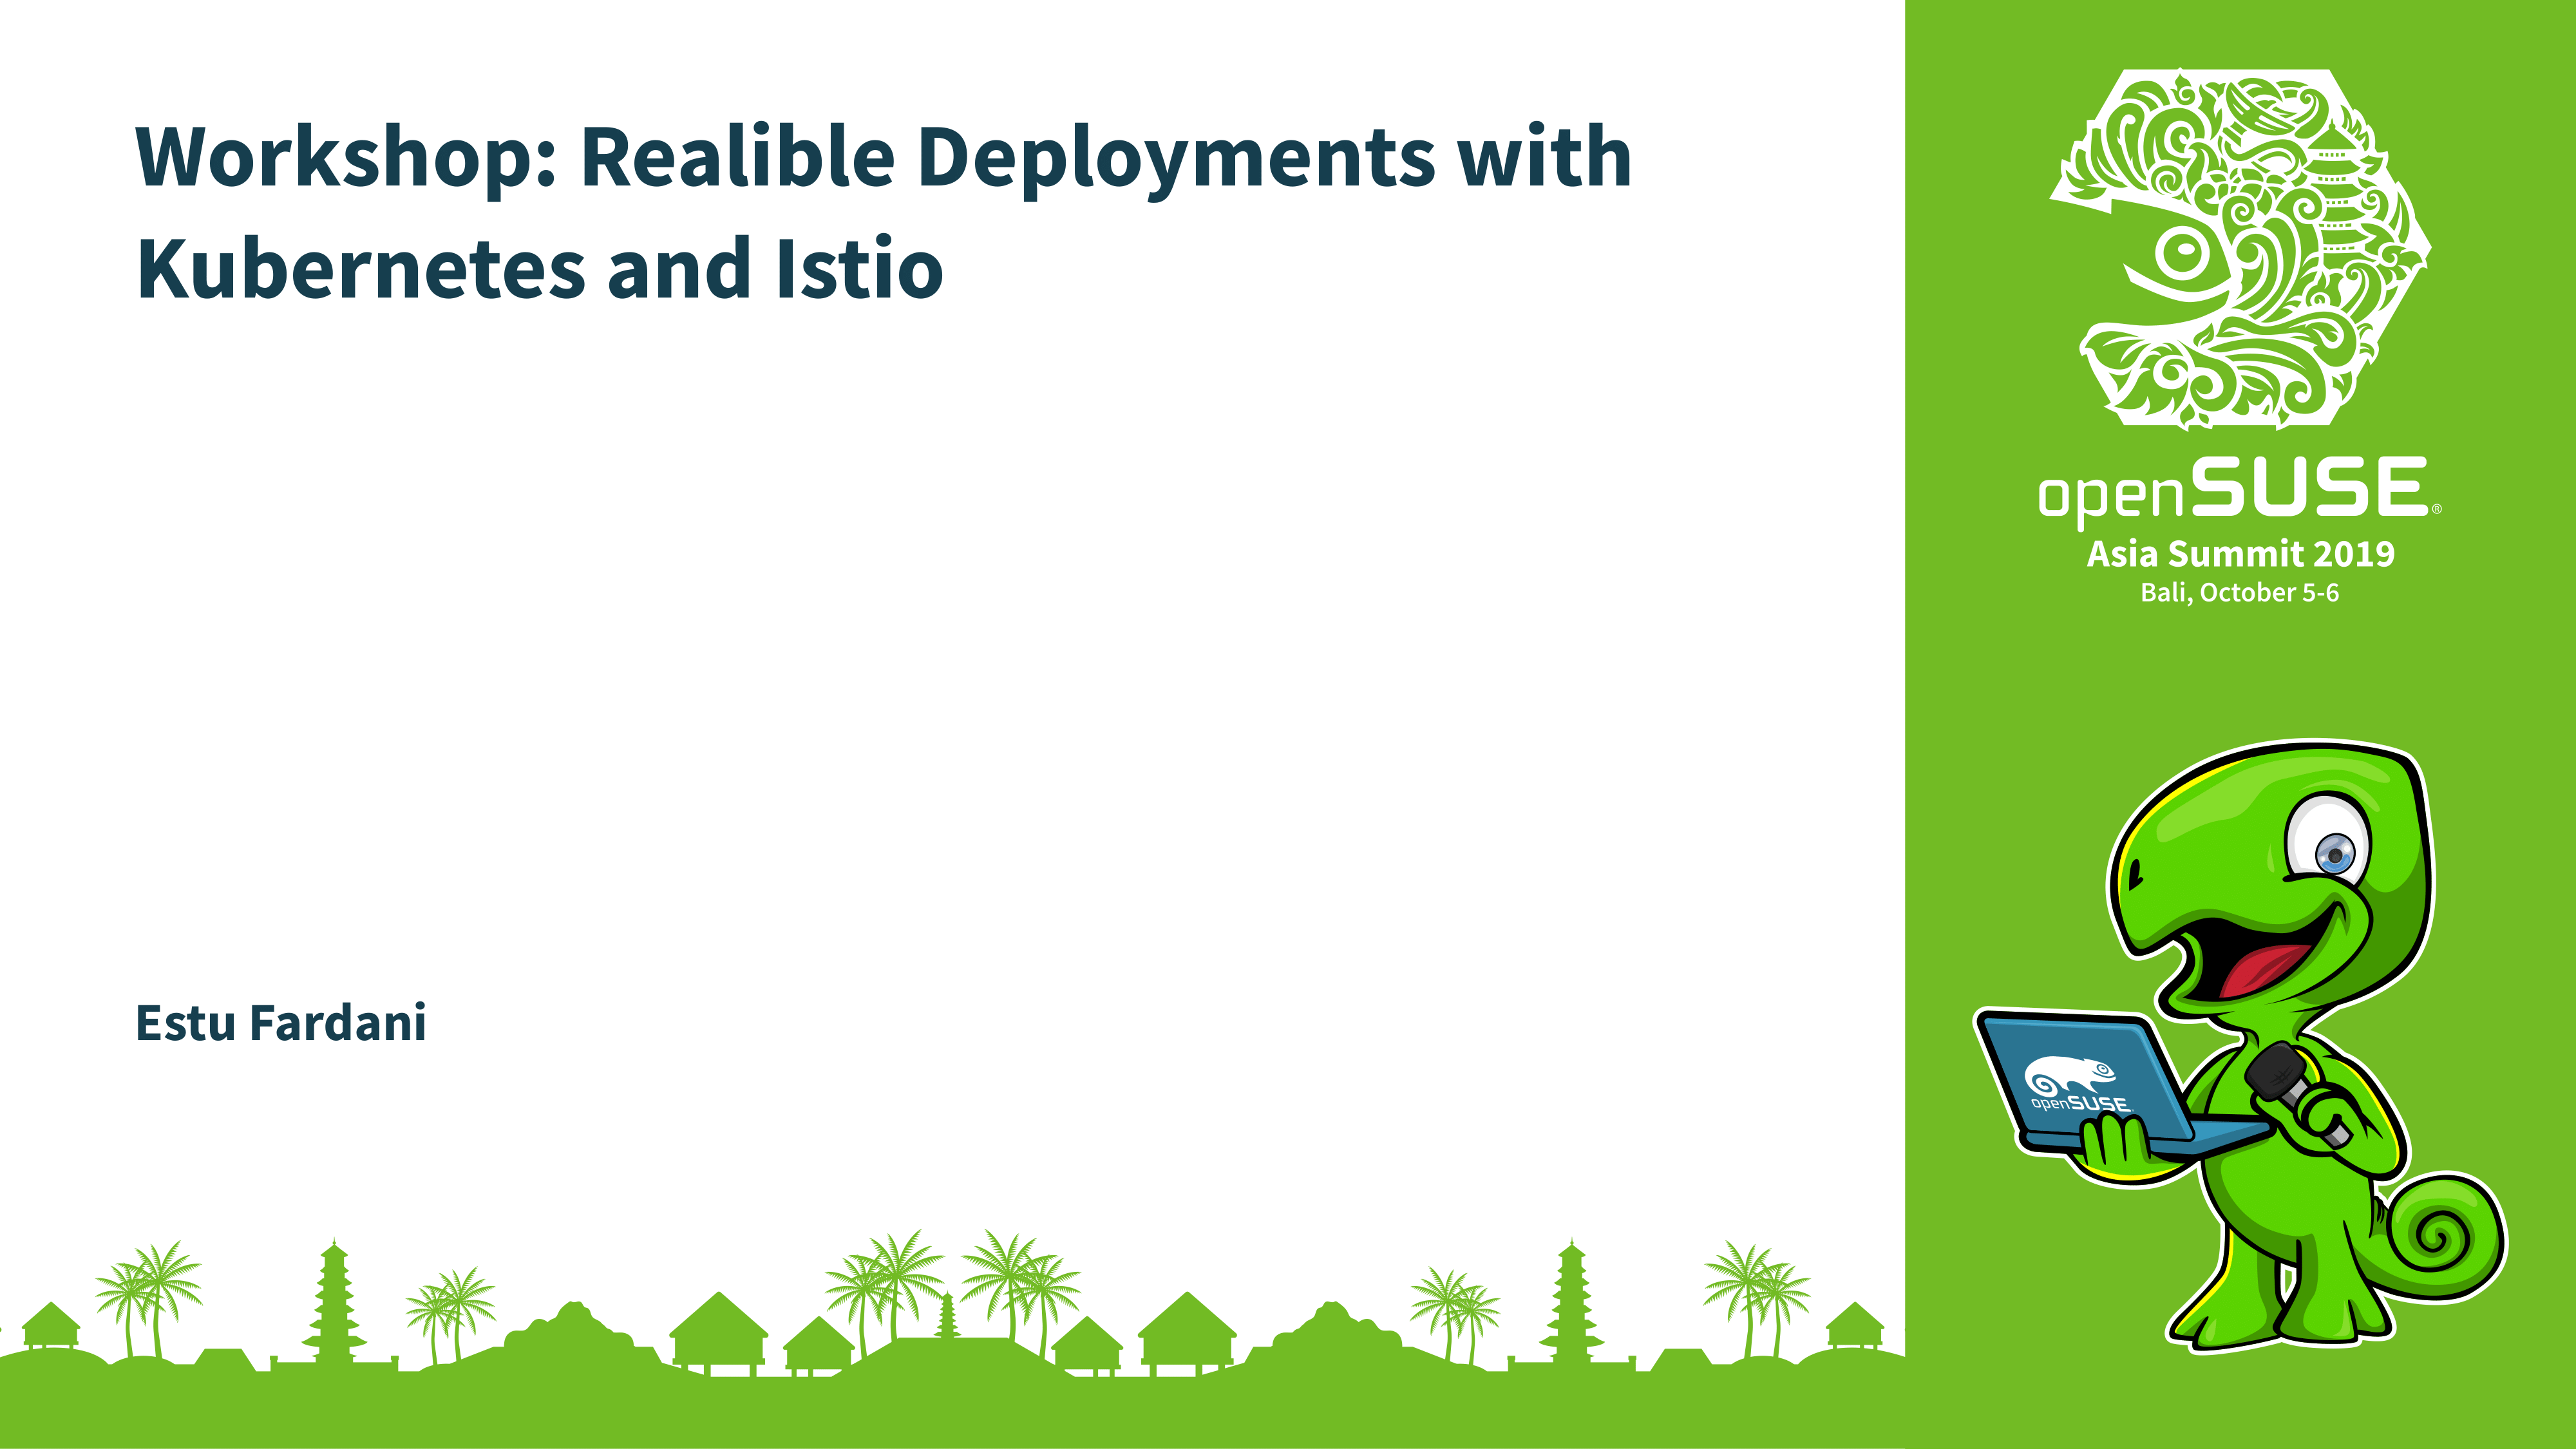 Workshop: Realible Deployments with
Kubernetes and Istio
Estu Fardani
openSUSE®
Asia Summit 2019
Bali, October 5-6
openSUSE